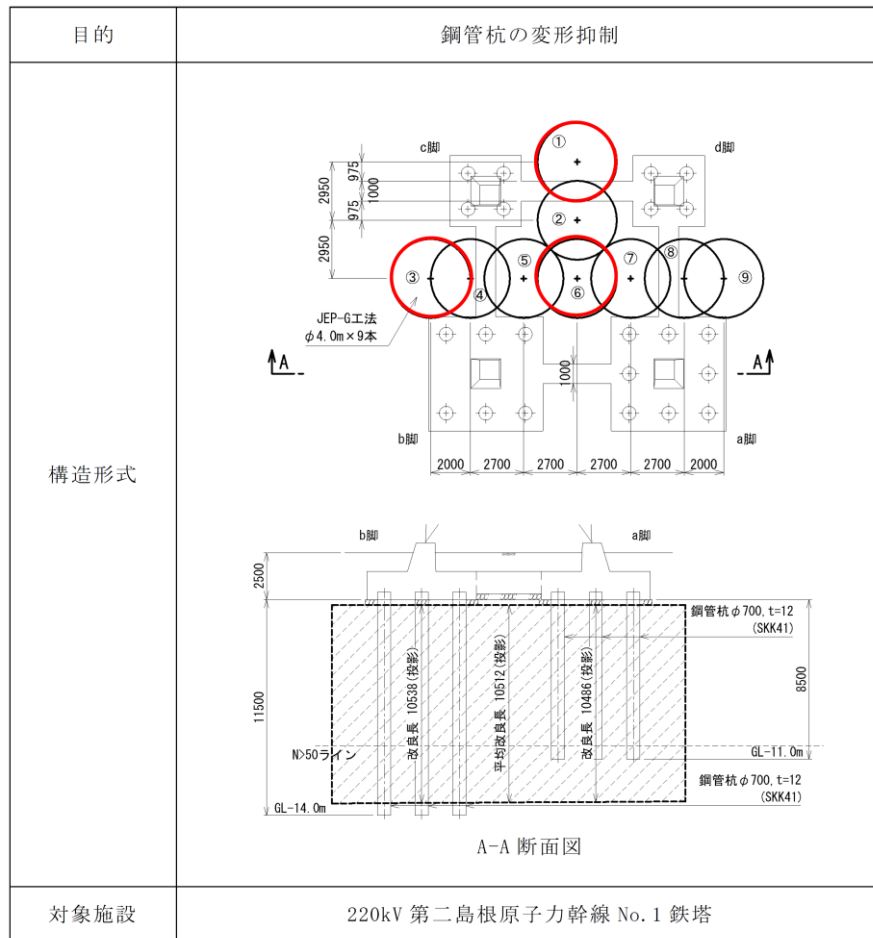 目的
鋼管杭の変形抑制
構造形式
c脚
d脚
①
②
③
④
⑤
⑥
⑦
⑧
⑨
2950
975
1000
975
2950
JEP-G工法
φ4.0m×9本
A
A
1000
b脚
a脚
2000
2700
2700
2700
2700
2000
b脚
a脚
2500
11500
鋼管杭φ700,t=12
(SKK41)
8500
改良長 10538(投影)
平均改良長 10512(投影)
改良長 10486(投影)
N>50ライン
GL-11.0m
鋼管杭φ700,t=12
(SKK41)
GL-14.0m
A-A 断面図
対象施設
220kV 第二島根原子力幹線 No.1 鉄塔